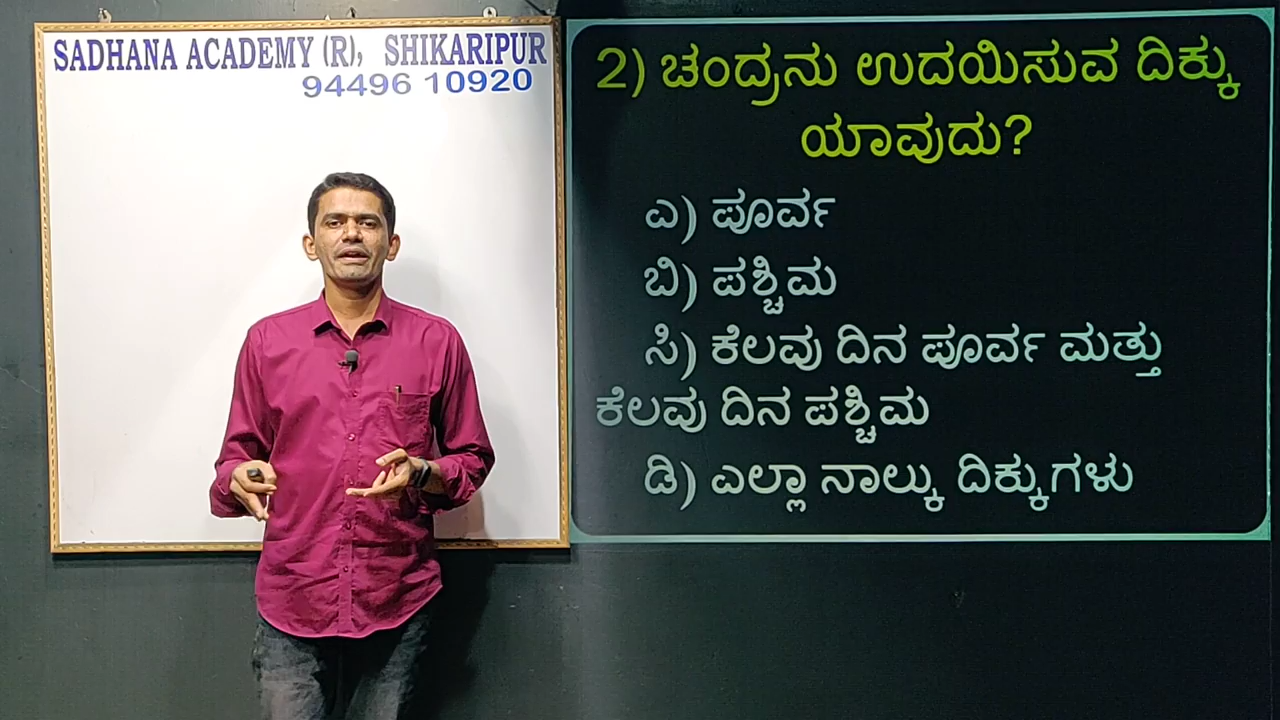 SADHANA ACADEMY (R), SHIKARIPUR
94496 10920
2) ಚಂದ್ರನು ಉದಯಿಸುವ ದಿಕ್ಕು
ಯಾವುದು?
ಎ) ಪೂರ್ವ
ಬಿ) ಪಶ್ಚಿಮ
ಸಿ) ಕೆಲವು ದಿನ ಪೂರ್ವ ಮತ್ತು
ಕೆಲವು ದಿನ ಪಶ್ಚಿಮ
ಡಿ) ಎಲ್ಲಾ ನಾಲ್ಕು ದಿಕ್ಕುಗಳು